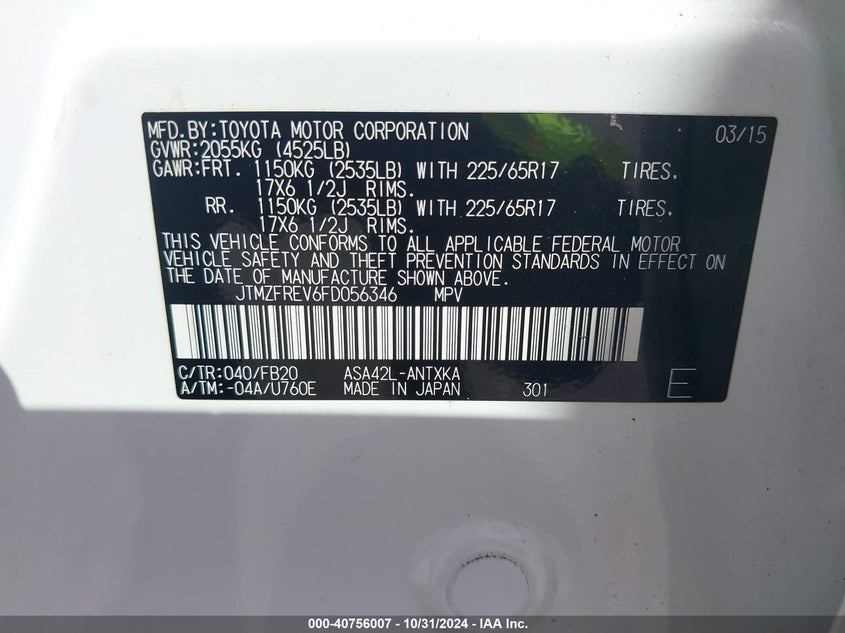 MFD.BY:TOYOTA MOTOR CORPORATION 03/15
GVWR:2055KG (4525LB)
GAWR:FRT. 1150KG (2535LB) WITH 225/65R17 TIRES,
17X6 1/2J RIMS.
RR. 1150KG (2535LB) WITH 225/65R17 TIRES,
17X6 1/2J RIMS.
THIS VEHICLE CONFORMS TO ALL APPLICABLE FEDERAL MOTOR
VEHICLE SAFETY AND THEFT PREVENTION STANDARDS IN EFFECT ON
THE DATE OF MANUFACTURE SHOWN ABOVE.
JTMZFREV6FD056346 MPV
C/TR:040/FB20 ASA42L-ANTXKA
A/TM:-04A/U760E MADE IN JAPAN 301 E
000-40756007 - 10/31/2024 - IAA Inc.